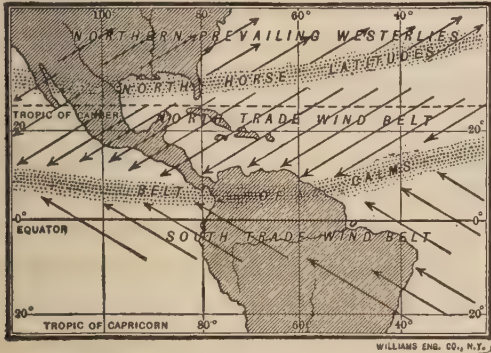 100° 80° 60° 40°
NORTHERN PREVAILING WESTERLIES
NORTH HORSE LATITUDES
TROPIC OF CANCER
NORTH TRADE WIND BELT
20° 20°
BELT OF CALMS
0° 0°
EQUATOR
SOUTH TRADE WIND BELT
20° 20°
TROPIC OF CAPRICORN
80° 60° 40°
WILLIAMS ENG. CO., N.Y.